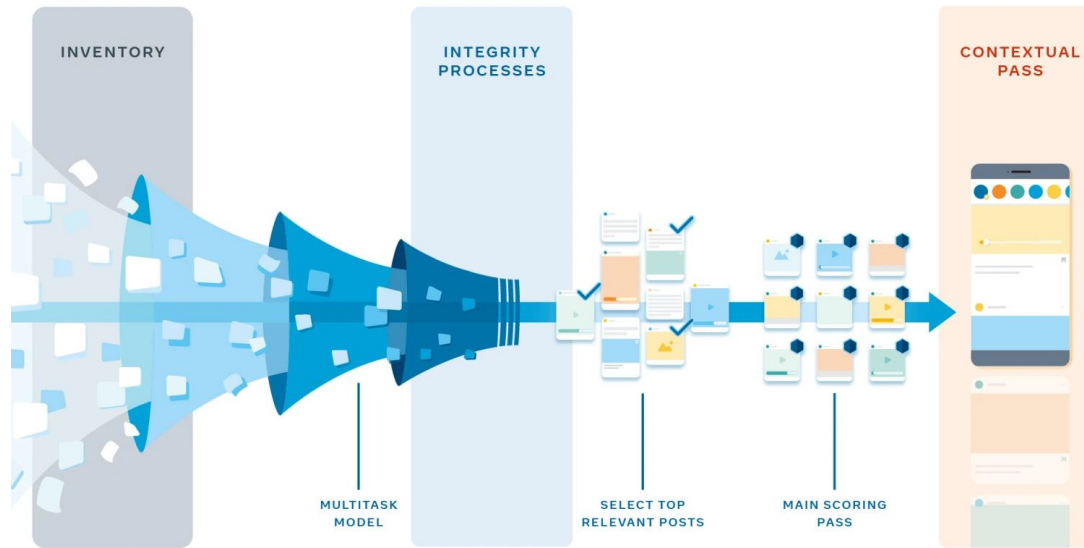 INVENTORY
INTEGRITY
PROCESSES
CONTEXTUAL
PASS
MULTITASK
MODEL
SELECT TOP
RELEVANT POSTS
MAIN SCORING
PASS